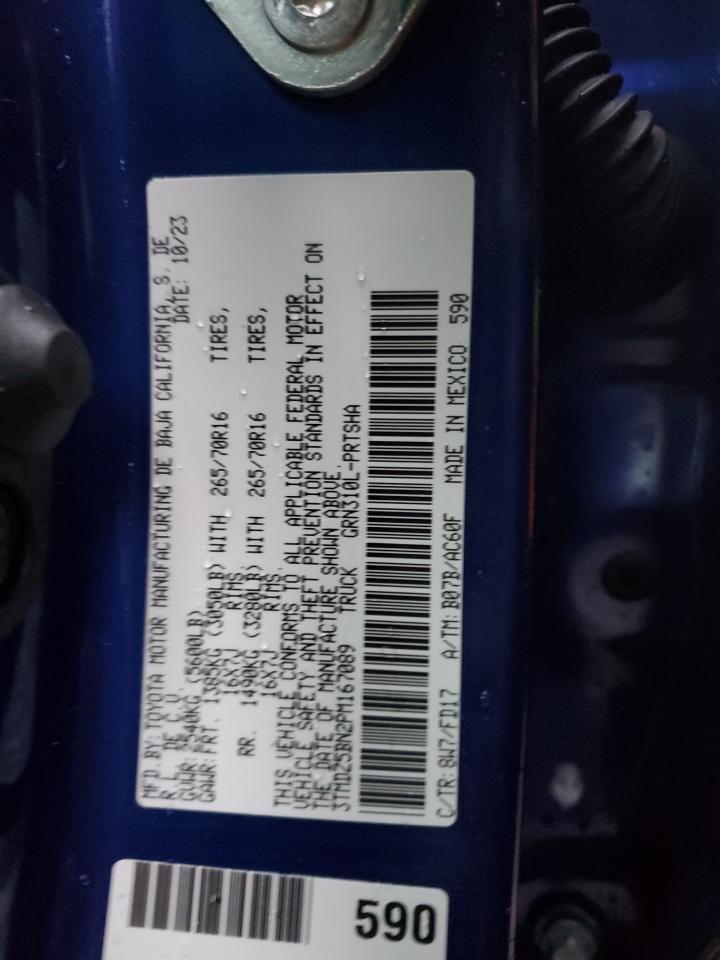 MFD.BY: TOYOTA MOTOR MANUFACTURING DE BAJA CALIFORNIA, S. DE
R.L. DE C.V. DATE: 10/23
GVWR: 2540KG (5600LB)
GAWR: FRT. 1385KG (3050LB) WITH 265/70R16 TIRES,
16X7J RIMS
RR. 1490KG (3280LB) WITH 265/70R16 TIRES,
16X7J RIMS
THIS VEHICLE CONFORMS TO ALL APPLICABLE FEDERAL MOTOR
VEHICLE SAFETY AND THEFT PREVENTION STANDARDS IN EFFECT ON
THE DATE OF MANUFACTURE SHOWN ABOVE.
3TMDZ5BN2PM167089 TRUCK GRN310L-PRTSHA
C/TR: 8W7/FD17 A/TM: B07B/AC60F MADE IN MEXICO 590
590